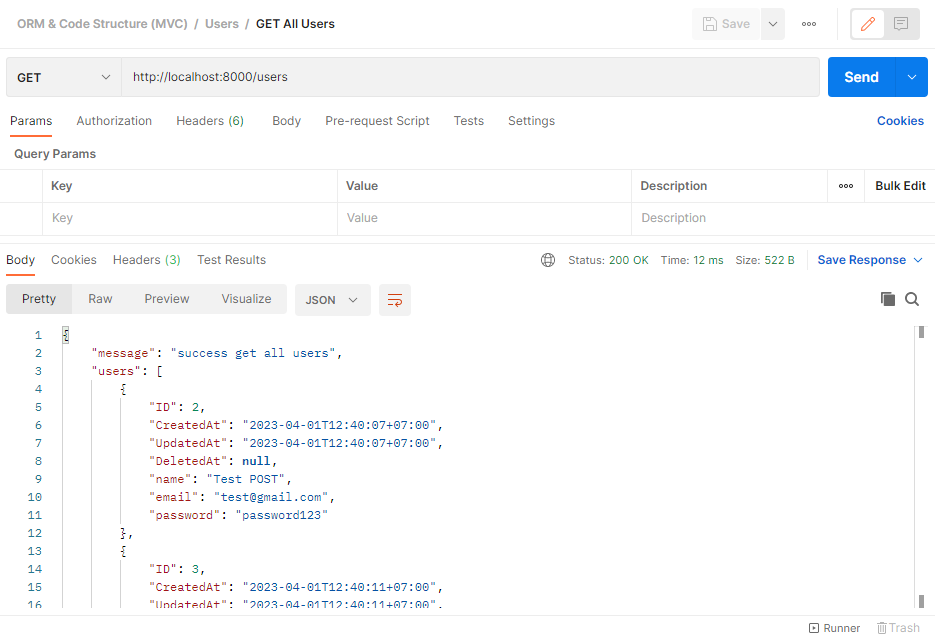 ORM & Code Structure (MVC) / Users / GET All Users
Save
GET http://localhost:8000/users Send
Params Authorization Headers (6) Body Pre-request Script Tests Settings Cookies
Query Params
Key Value Description Bulk Edit
Key Value Description
Body Cookies Headers (3) Test Results Status: 200 OK Time: 12 ms Size: 522 B Save Response
Pretty Raw Preview Visualize JSON
1 {
2 "message": "success get all users",
3 "users": [
4 {
5 "ID": 2,
6 "CreatedAt": "2023-04-01T12:40:07+07:00",
7 "UpdatedAt": "2023-04-01T12:40:07+07:00",
8 "DeletedAt": null,
9 "name": "Test POST",
10 "email": "test@gmail.com",
11 "password": "password123"
12 },
13 {
14 "ID": 3,
15 "CreatedAt": "2023-04-01T12:40:11+07:00",
16 "UpdatedAt": "2023-04-01T12:40:11+07:00",
Runner Trash